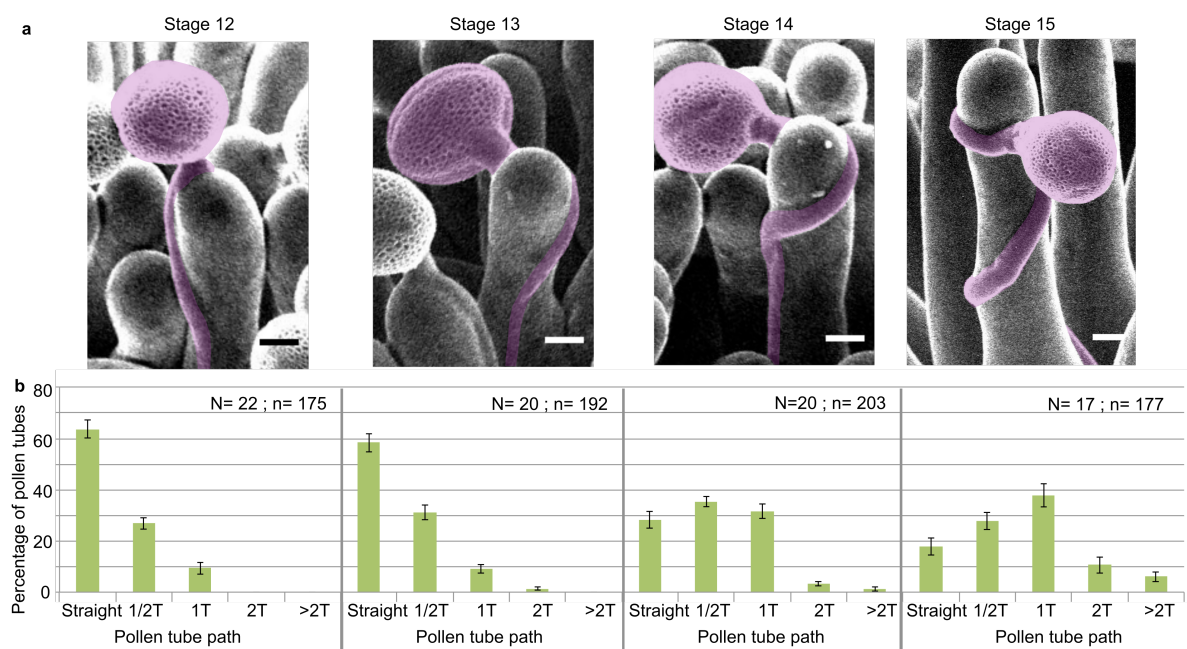 a
Stage 12
Stage 13
Stage 14
Stage 15
b
Percentage of pollen tubes
80
60
40
20
0
N= 22 ; n= 175
N= 20 ; n= 192
N=20 ; n= 203
N= 17 ; n= 177
Straight 1/2T 1T 2T >2T
Straight 1/2T 1T 2T >2T
Straight 1/2T 1T 2T >2T
Straight 1/2T 1T 2T >2T
Pollen tube path
Pollen tube path
Pollen tube path
Pollen tube path